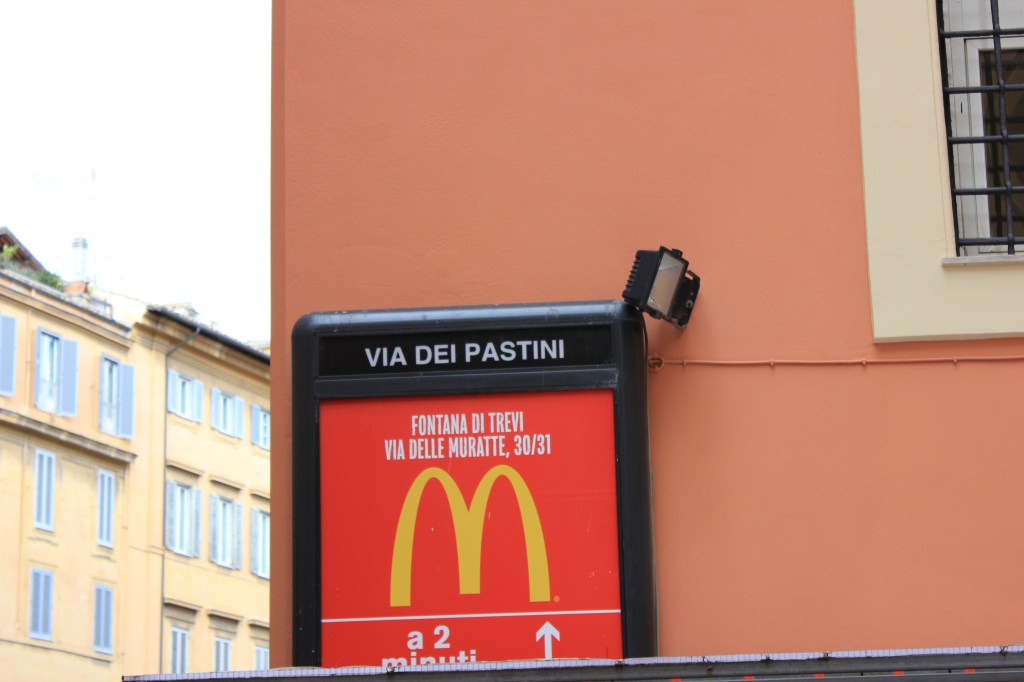 VIA DEI PASTINI
FONTANA DI TREVI
VIA DELLE MURATTE, 30/31
a 2
minuti